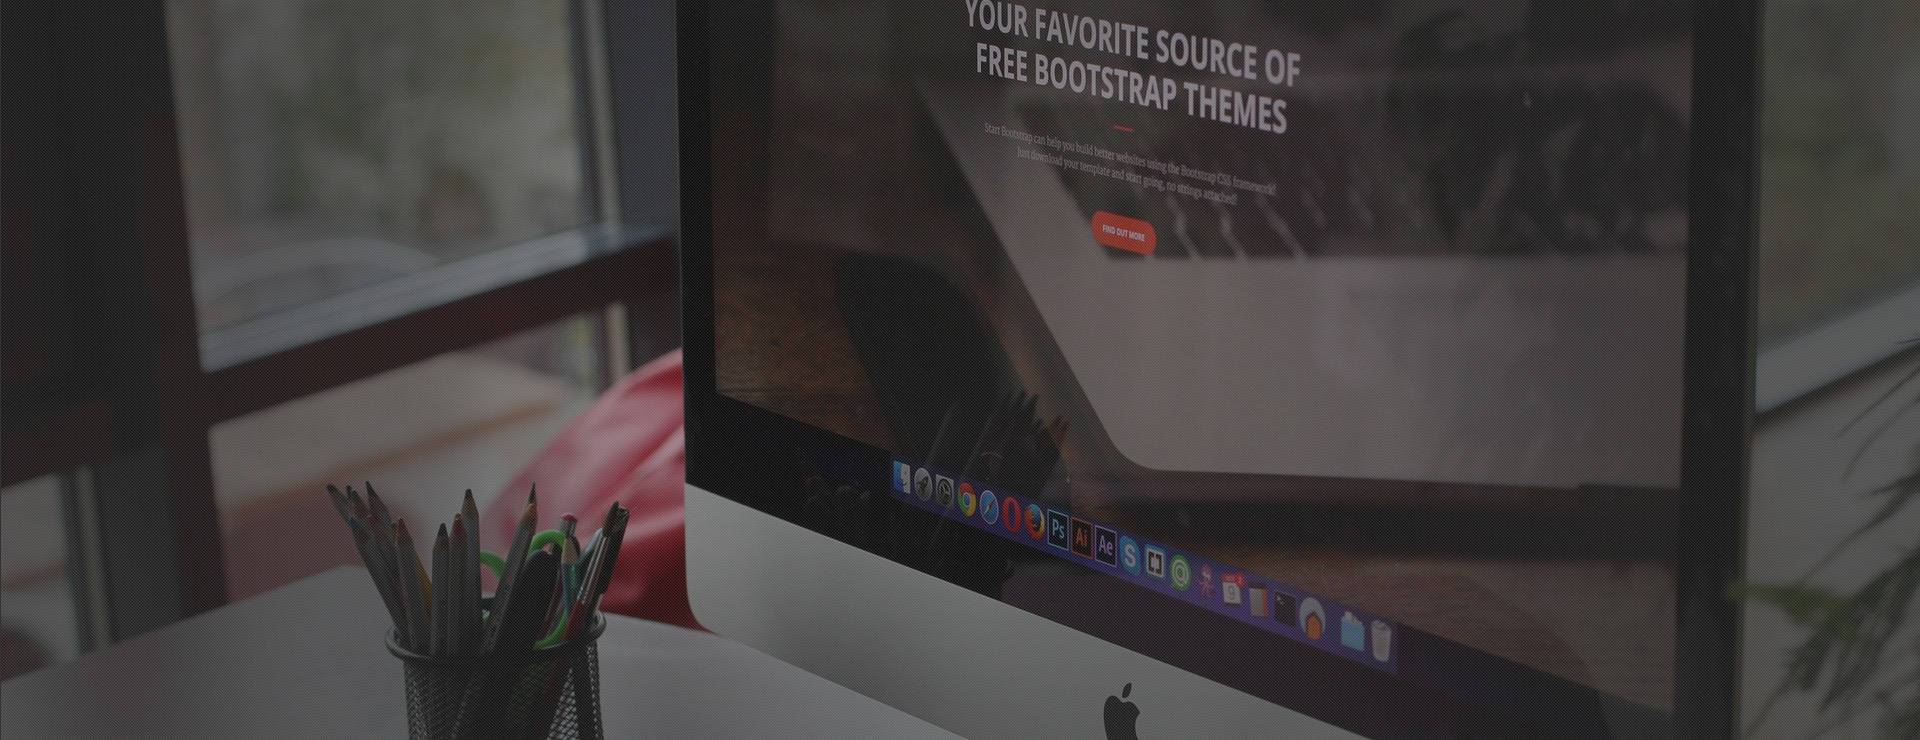 YOUR FAVORITE SOURCE OF
FREE BOOTSTRAP THEMES
Start Bootstrap can help you build better websites using the Bootstrap CSS framework!
Just download your template and start going, no strings attached!
FIND OUT MORE
Ps
Ai
Ae
S
9